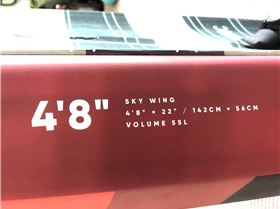 4'8"
SKY WING
4'8" × 22" / 142CM × 56CM
VOLUME 55L